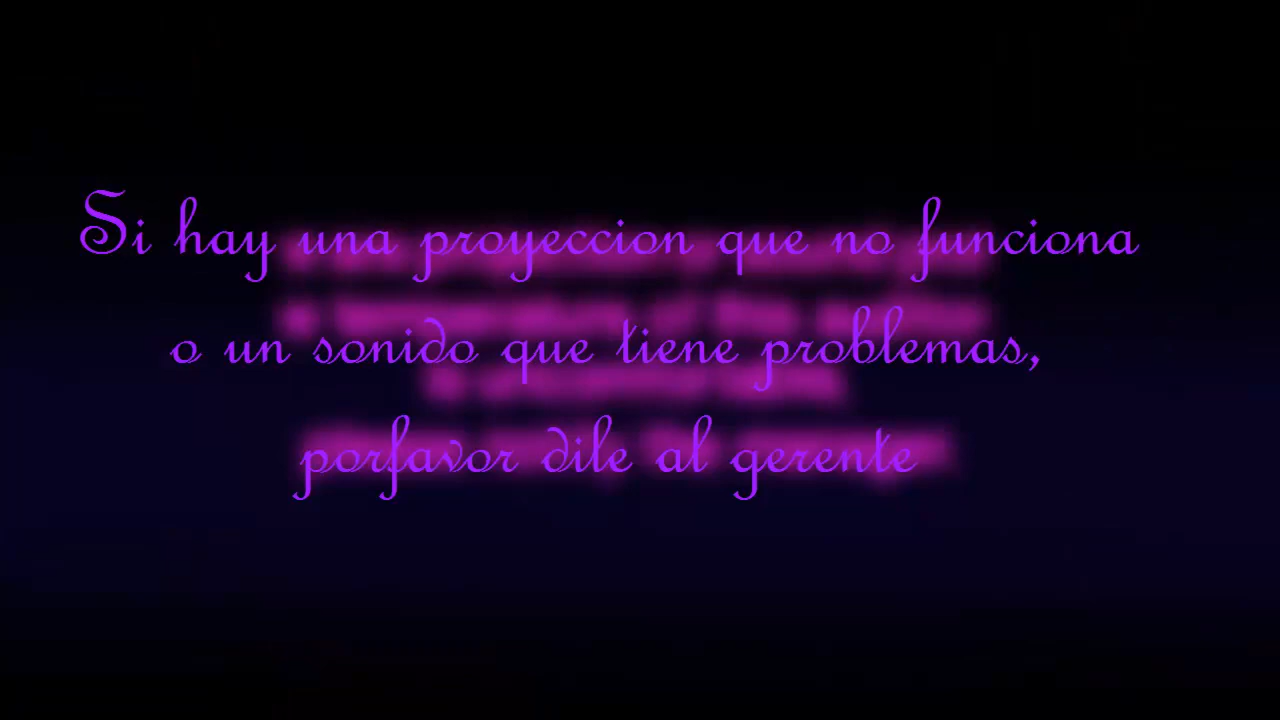 Si hay una proyeccion que no funciona
o un sonido que tiene problemas,
porfavor dile al gerente